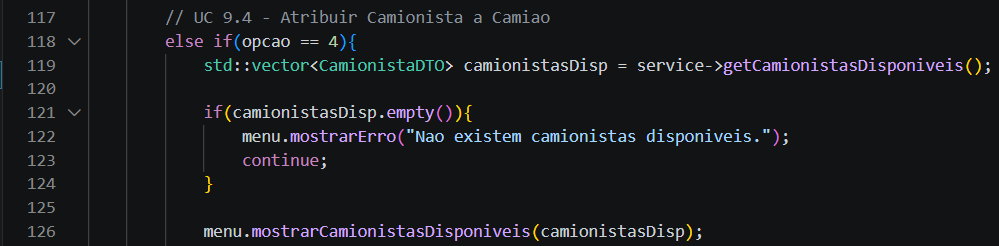 117 // UC 9.4 - Atribuir Camionista a Camiao
118 else if(opcao == 4){
119 std::vector<CamionistaDTO> camionistasDisp = service->getCamionistasDisponiveis();
120
121 if(camionistasDisp.empty()){
122 menu.mostrarErro("Nao existem camionistas disponiveis.");
123 continue;
124 }
125
126 menu.mostrarCamionistasDisponiveis(camionistasDisp);